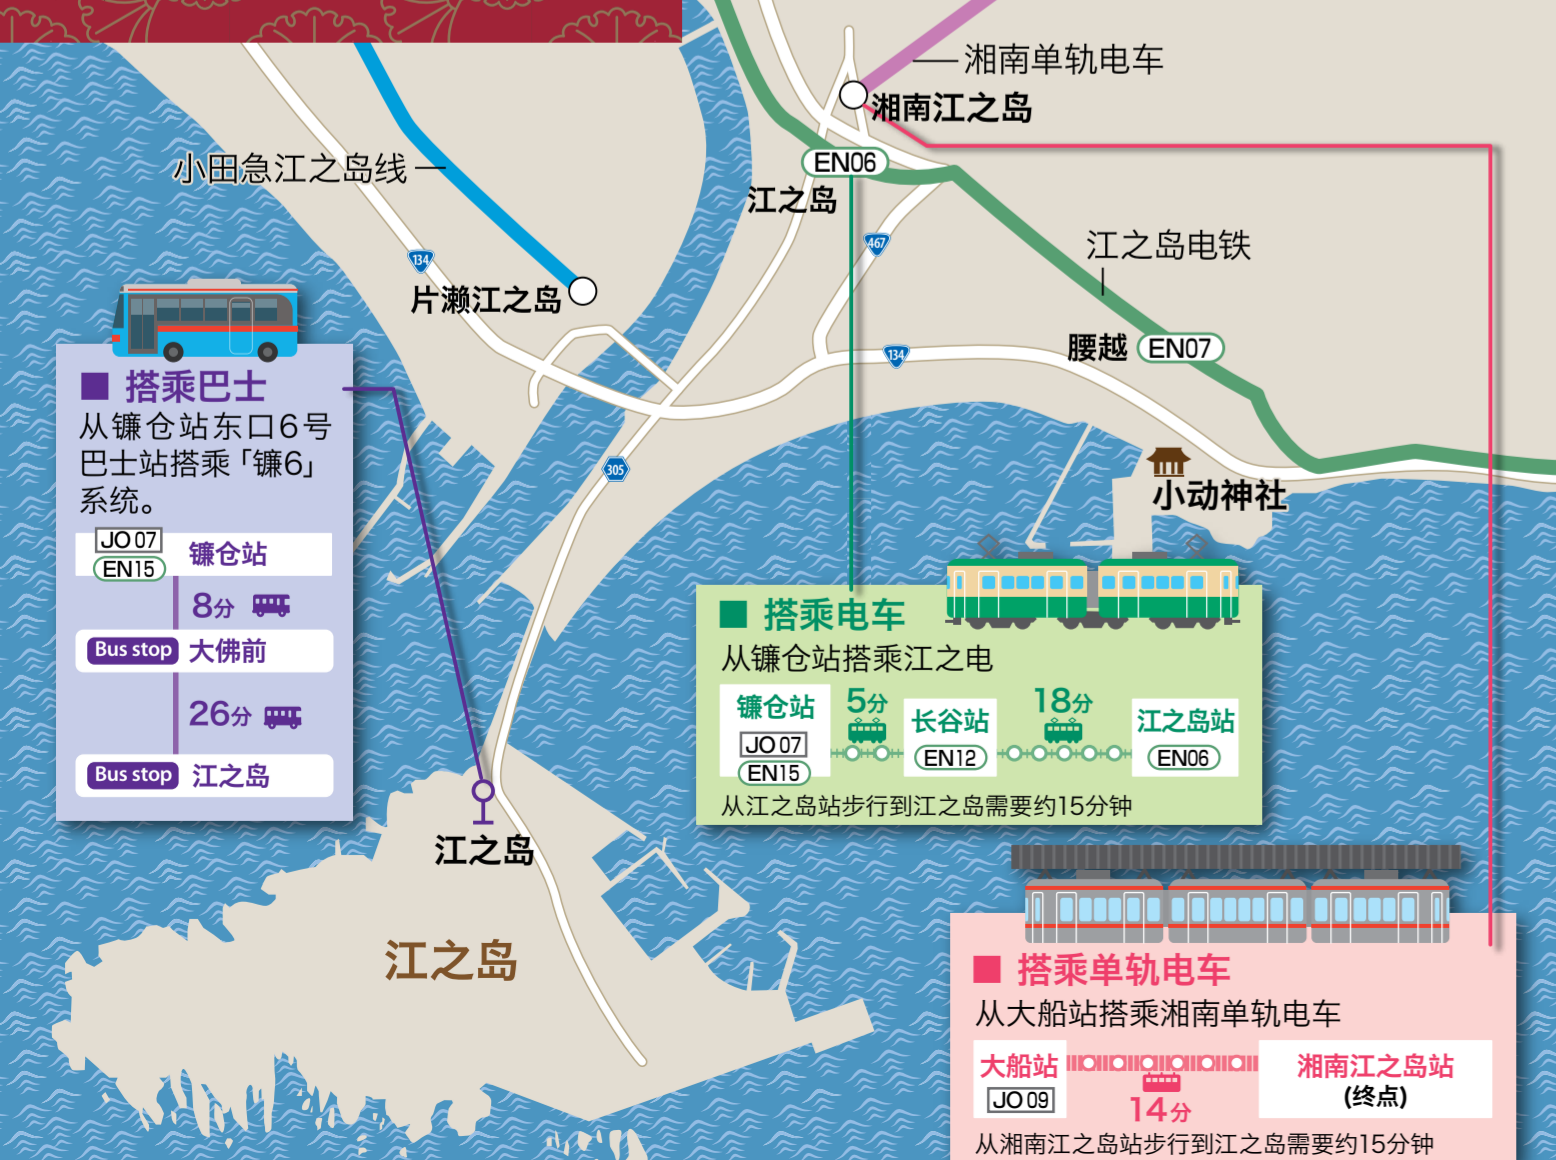 湘南单轨电车
湘南江之岛
小田急江之岛线
EN06
江之岛
467
134
江之岛电铁
片濑江之岛
134
腰越 EN07
305
小动神社
■ 搭乘巴士
从镰仓站东口6号
巴士站搭乘「镰6」
系统。
JO 07
EN15
镰仓站
8分
Bus stop 大佛前
26分
Bus stop 江之岛
■ 搭乘电车
从镰仓站搭乘江之电
镰仓站 5分 长谷站 18分 江之岛站
JO 07
EN15
EN12
EN06
从江之岛站步行到江之岛需要约15分钟
江之岛
江之岛
■ 搭乘单轨电车
从大船站搭乘湘南单轨电车
大船站
JO 09
14分
湘南江之岛站
(终点)
从湘南江之岛站步行到江之岛需要约15分钟